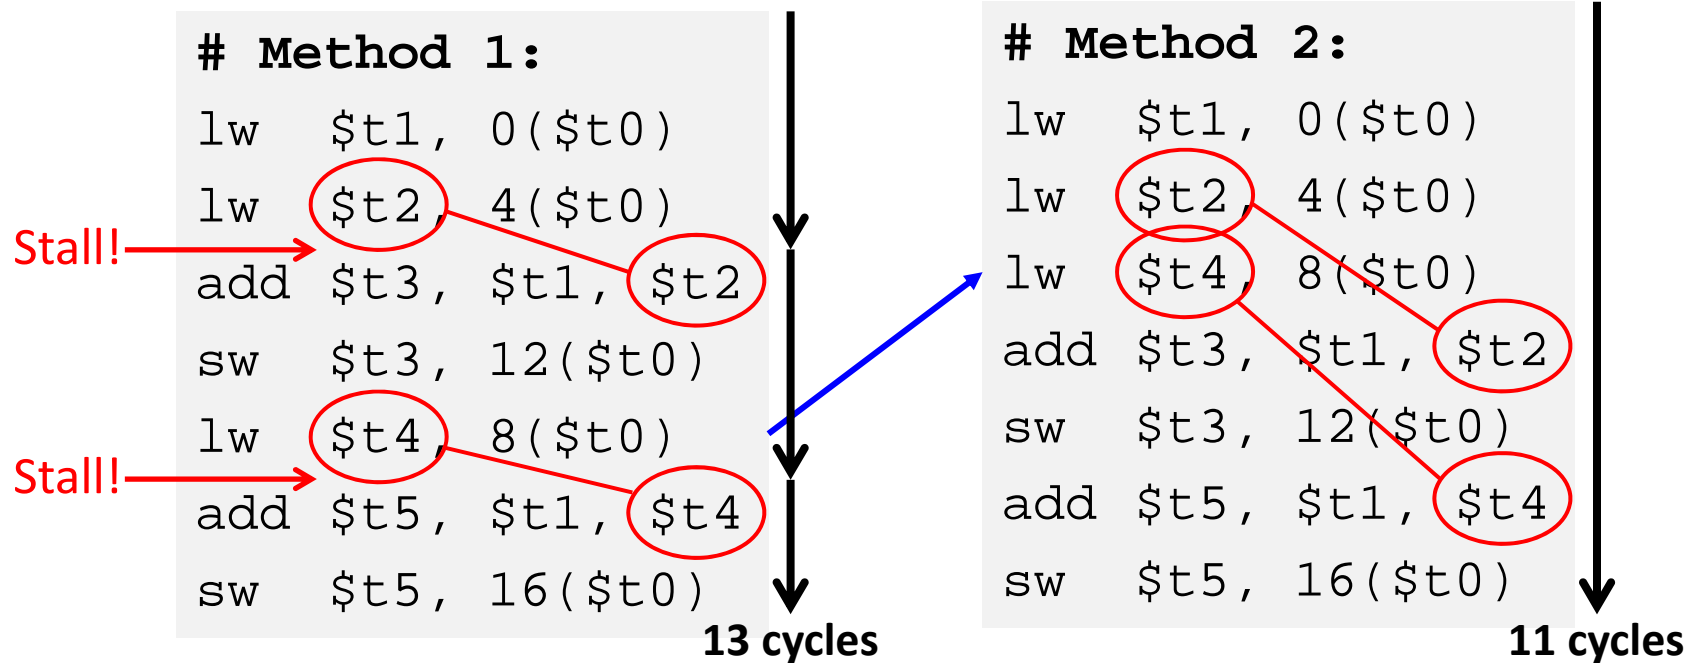 # Method 1:
lw $t1, 0($t0)
lw $t2, 4($t0)
Stall!
add $t3, $t1, $t2
sw $t3, 12($t0)
lw $t4, 8($t0)
Stall!
add $t5, $t1, $t4
sw $t5, 16($t0)
13 cycles
# Method 2:
lw $t1, 0($t0)
lw $t2, 4($t0)
lw $t4, 8($t0)
add $t3, $t1, $t2
sw $t3, 12($t0)
add $t5, $t1, $t4
sw $t5, 16($t0)
11 cycles